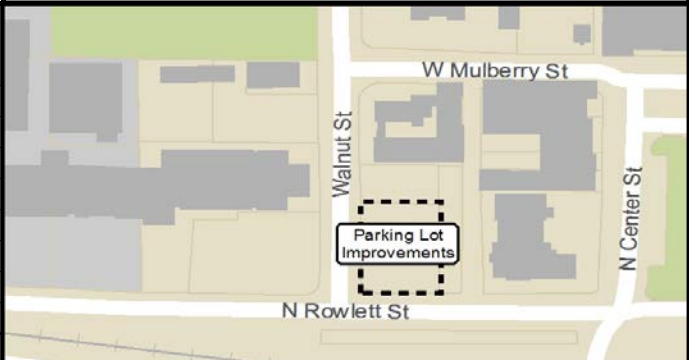 W Mulberry St
Walnut St
N Center St
Parking Lot
Improvements
N Rowlett St